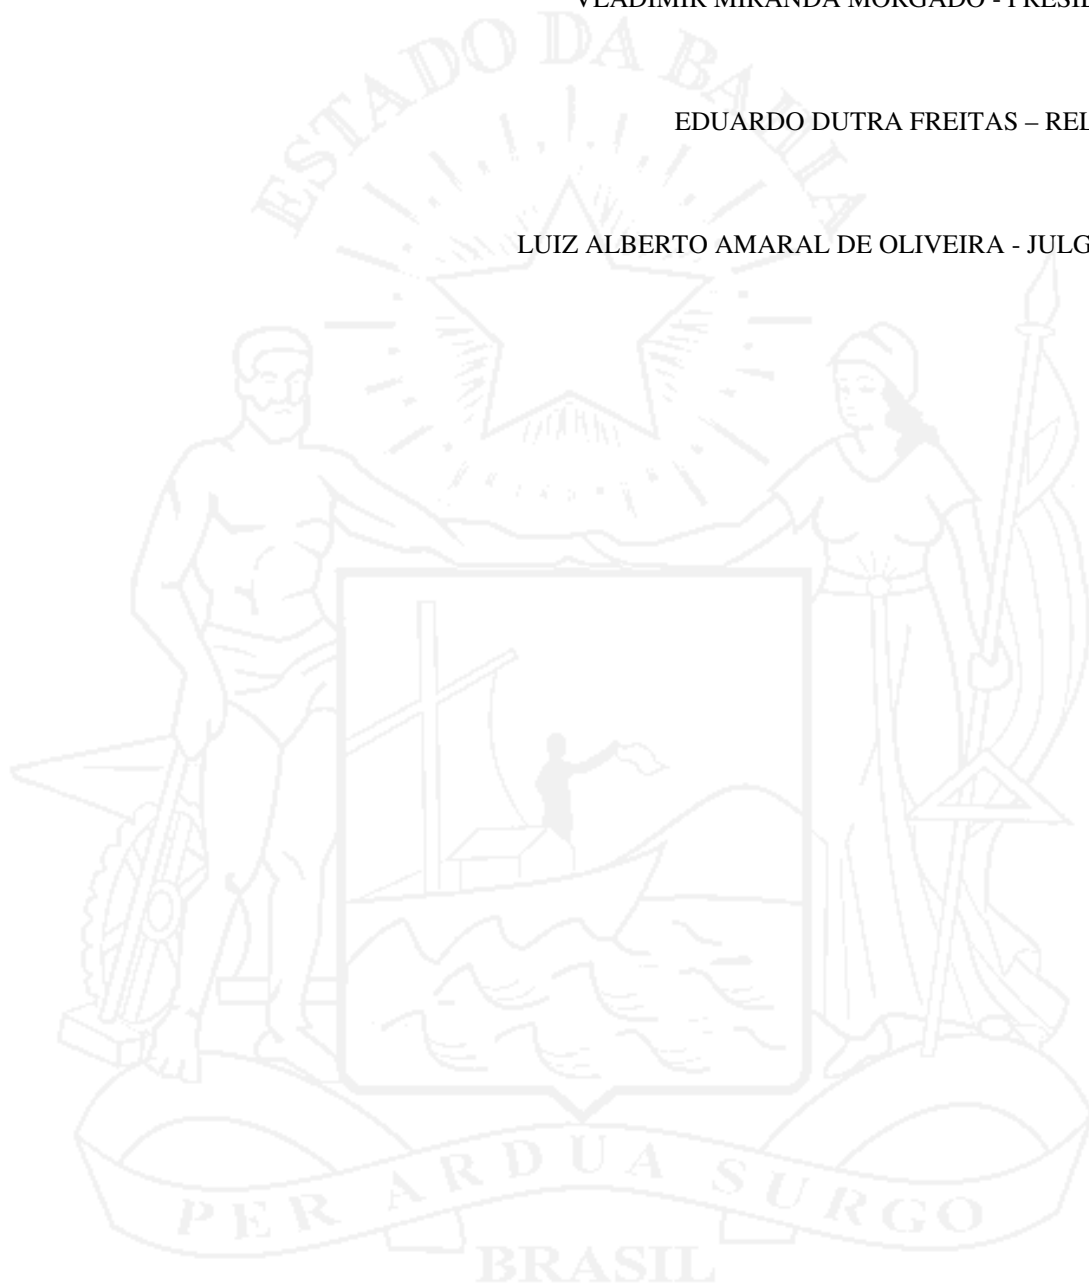 VLADIMIR MIRANDA MORGADO - PRESID
ESTADO DA BAHIA
EDUARDO DUTRA FREITAS – REL
LUIZ ALBERTO AMARAL DE OLIVEIRA - JULG
PER ARDUA SURGO
BRASIL